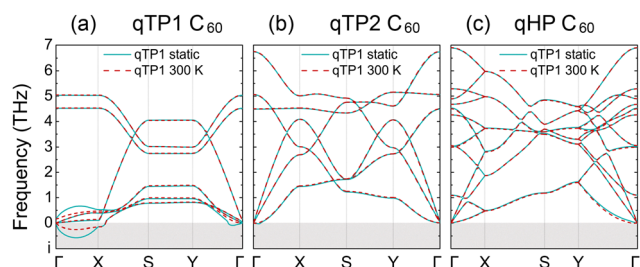 (a) qTP1 C60
(b) qTP2 C60
(c) qHP C60
Frequency (THz)
7
6
5
4
3
2
1
0
i
qTP1 static
qTP1 300 K
qTP1 static
qTP1 300 K
qTP1 static
qTP1 300 K
Γ X S Y Γ
Γ X S Y Γ
Γ X S Y Γ